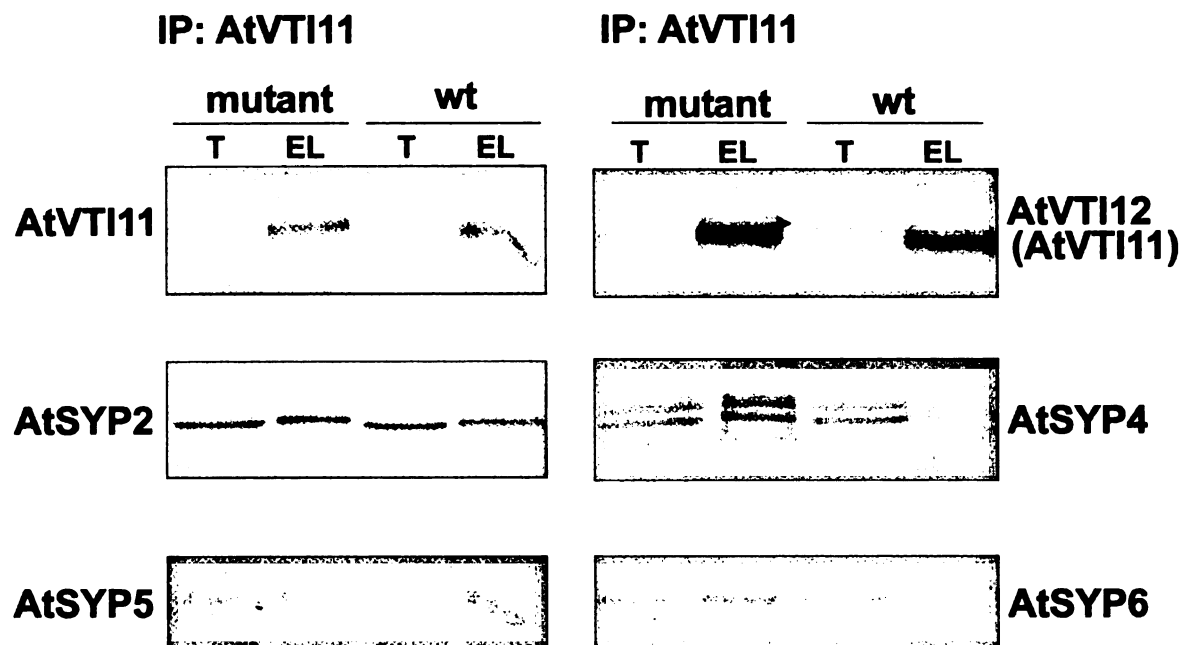 IP: AtVTI11
IP: AtVTI11
mutant wt
mutant wt
T EL T EL
T EL T EL
AtVTI11
AtVTI12
(AtVTI11)
AtSYP2
AtSYP4
AtSYP5
AtSYP6